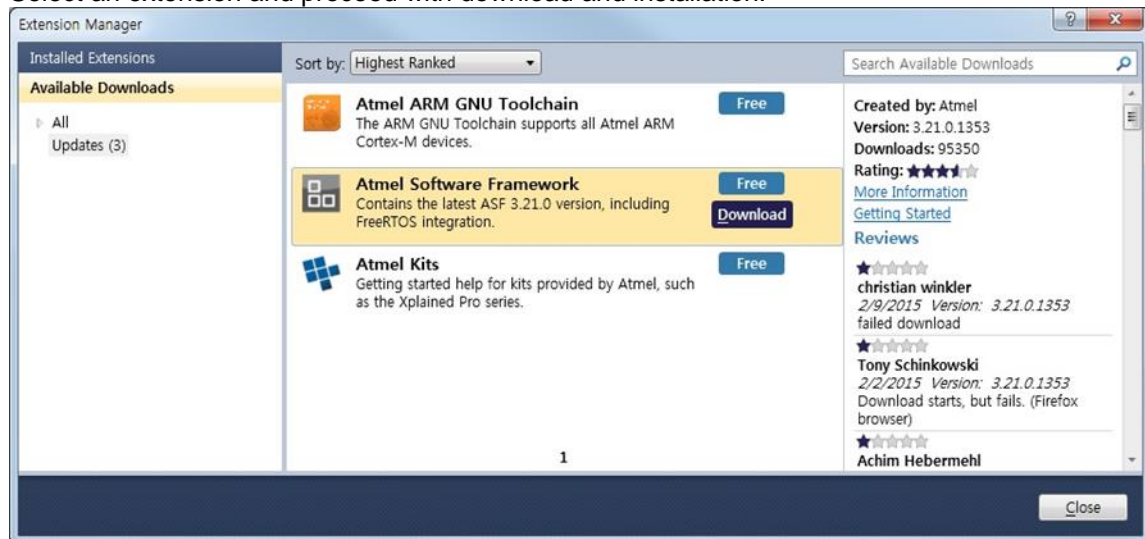 Select an extension and proceed with download and installation.
Extension Manager
Installed Extensions
Available Downloads
All
Updates (3)
Sort by: Highest Ranked
Atmel ARM GNU Toolchain
Free
The ARM GNU Toolchain supports all Atmel ARM
Cortex-M devices.
Atmel Software Framework
Free
Contains the latest ASF 3.21.0 version, including
FreeRTOS integration.
Download
Atmel Kits
Free
Getting started help for kits provided by Atmel, such
as the Xplained Pro series.
1
Search Available Downloads
Created by: Atmel
Version: 3.21.0.1353
Downloads: 95350
Rating:
More Information
Getting Started
Reviews
christian winkler
2/9/2015 Version: 3.21.0.1353
failed download
Tony Schinkowski
2/2/2015 Version: 3.21.0.1353
Download starts, but fails. (Firefox
browser)
Achim Hebermehl
Close